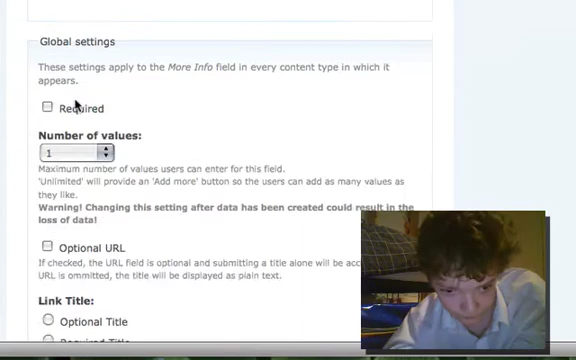 Global settings
These settings apply to the More Info field in every content type in which it
appears.
Required
Number of values:
1
Maximum number of values users can enter for this field.
'Unlimited' will provide an 'Add more' button so the users can add as many values as
they like.
Warning! Changing this setting after data has been created could result in the
loss of data!
Optional URL
If checked, the URL field is optional and submitting a title alone will be
URL is ommitted, the title will be displayed as plain text.
Link Title:
Optional Title
Required Title